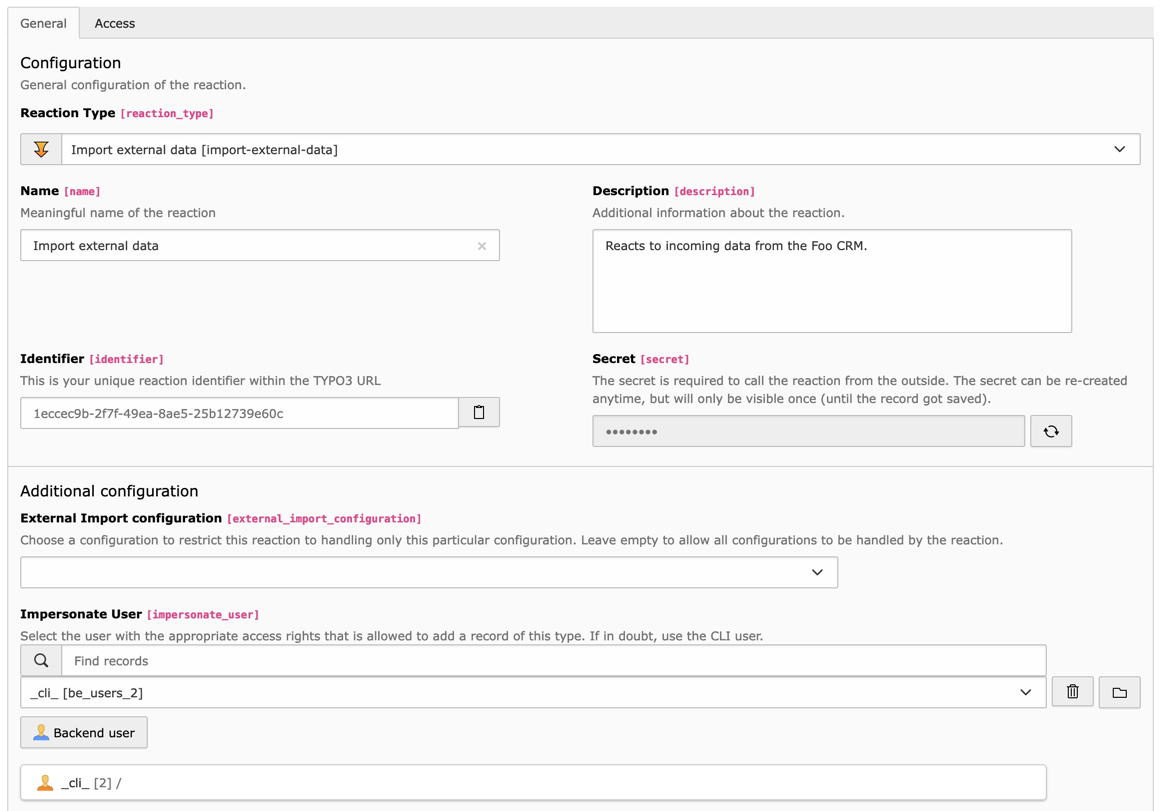 General
Access
Configuration
General configuration of the reaction.
Reaction Type [reaction_type]
Import external data [import-external-data]
Name [name]
Meaningful name of the reaction
Import external data
Description [description]
Additional information about the reaction.
Reacts to incoming data from the Foo CRM.
Identifier [identifier]
This is your unique reaction identifier within the TYPO3 URL
1eccec9b-2f7f-49ea-8ae5-25b12739e60c
Secret [secret]
The secret is required to call the reaction from the outside. The secret can be re-created
anytime, but will only be visible once (until the record got saved).
••••••••
Additional configuration
External Import configuration [external_import_configuration]
Choose a configuration to restrict this reaction to handling only this particular configuration. Leave empty to allow all configurations to be handled by the reaction.
Impersonate User [impersonate_user]
Select the user with the appropriate access rights that is allowed to add a record of this type. If in doubt, use the CLI user.
Find records
_cli_ [be_users_2]
Backend user
_cli_ [2] /